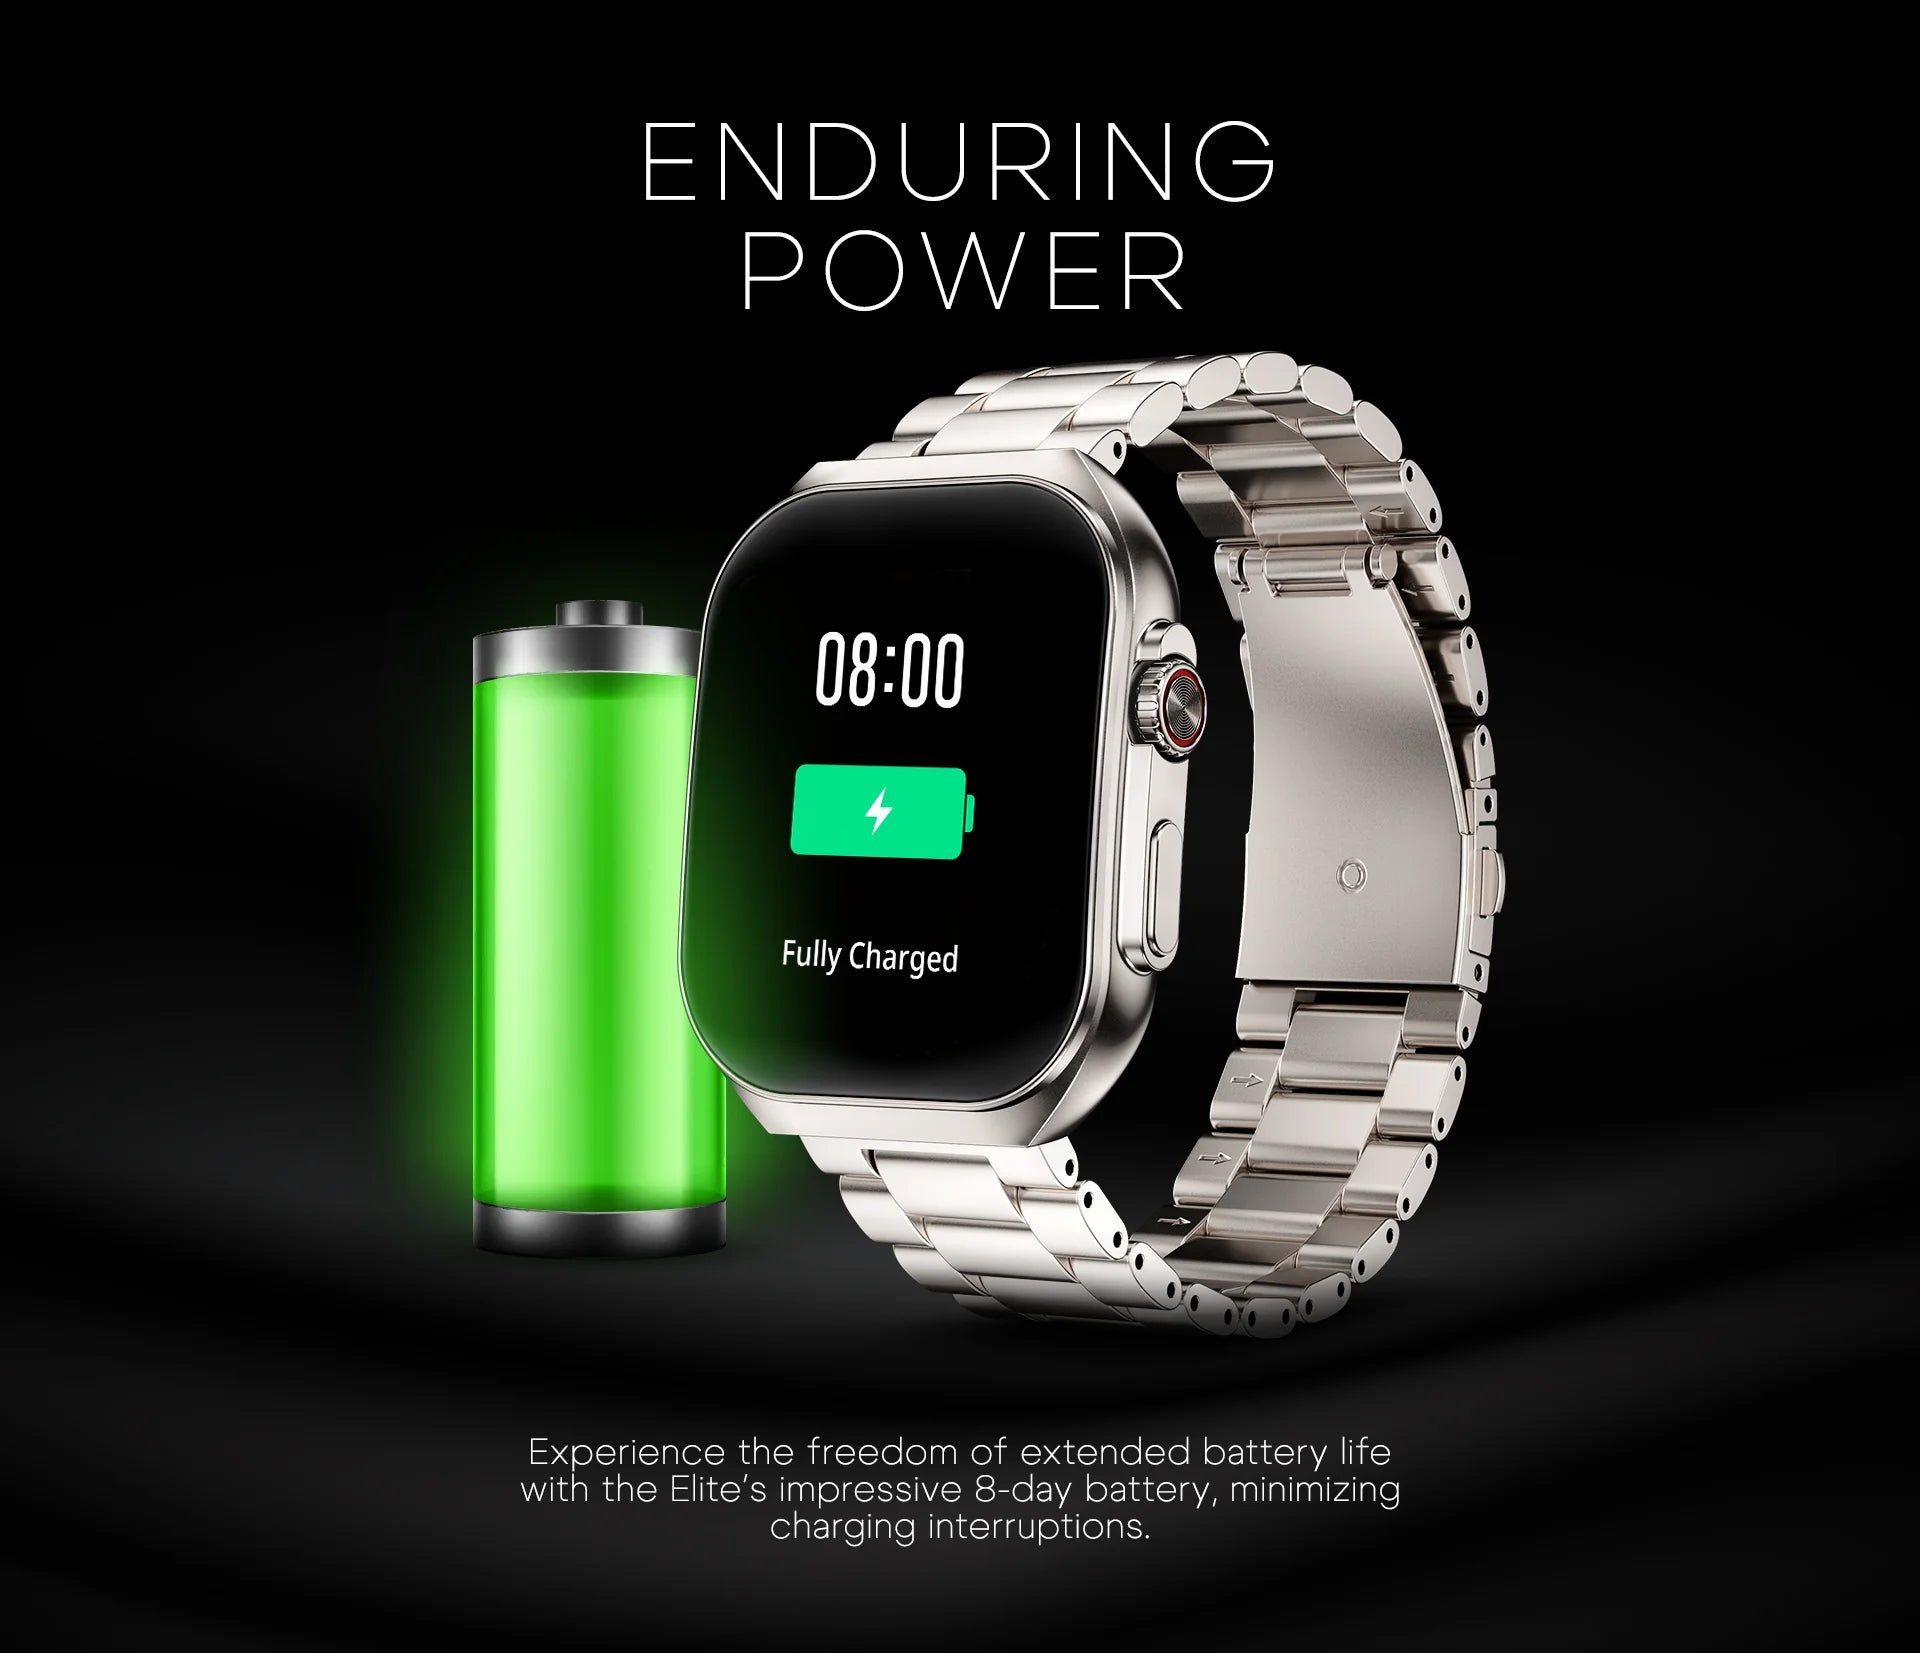 ENDURING
POWER
08:00
Fully Charged
Experience the freedom of extended battery life
with the Elite's impressive 8-day battery, minimizing
charging interruptions.